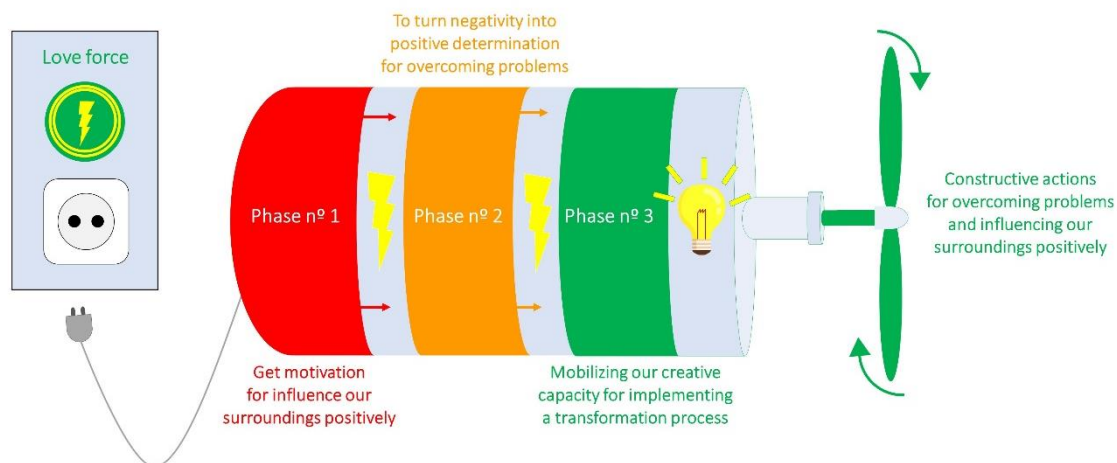 Love force
To turn negativity into
positive determination
for overcoming problems
Phase nº 1
Phase nº 2
Phase nº 3
Get motivation
for influence our
surroundings positively
Mobilizing our creative
capacity for implementing
a transformation process
Constructive actions
for overcoming problems
and influencing our
surroundings positively